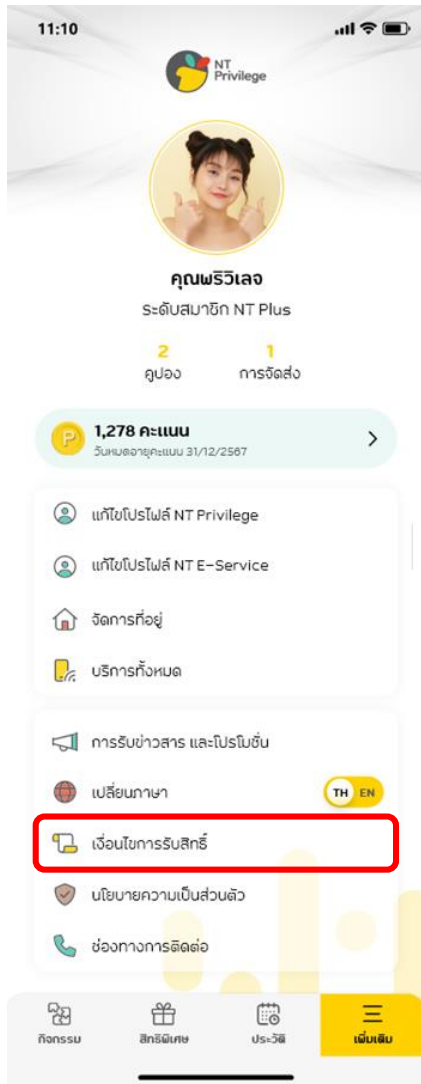 11:10
NT
Privilege
คุณพริวิเลจ
ระดับสมาชิก NT Plus
2 1
คูปอง การจัดส่ง
P 1,278 คะแนน
วันหมดอายุคะแนน 31/12/2567
แก้ไขโปรไฟล์ NT Privilege
แก้ไขโปรไฟล์ NT E-Service
จัดการที่อยู่
บริการทั้งหมด
การรับข่าวสาร และโปรโมชั่น
เปลี่ยนภาษา TH EN
เงื่อนไขการรับสิทธิ์
นโยบายความเป็นส่วนตัว
ช่องทางการติดต่อ
กิจกรรม สิทธิพิเศษ ประวัติ เพิ่มเติม